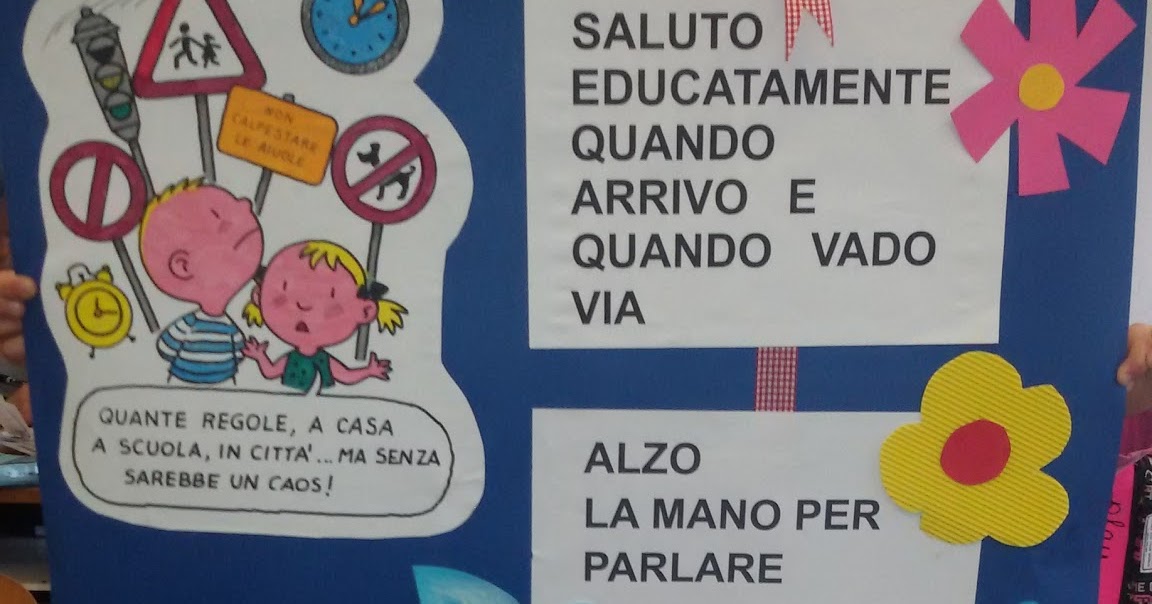 NON
CALPESTARE
LE AIUOLE
QUANTE REGOLE, A CASA
A SCUOLA, IN CITTA'... MA SENZA
SAREBBE UN CAOS!
SALUTO
EDUCATAMENTE
QUANDO
ARRIVO E
QUANDO VADO
VIA
ALZO
LA MANO PER
PARLARE
play